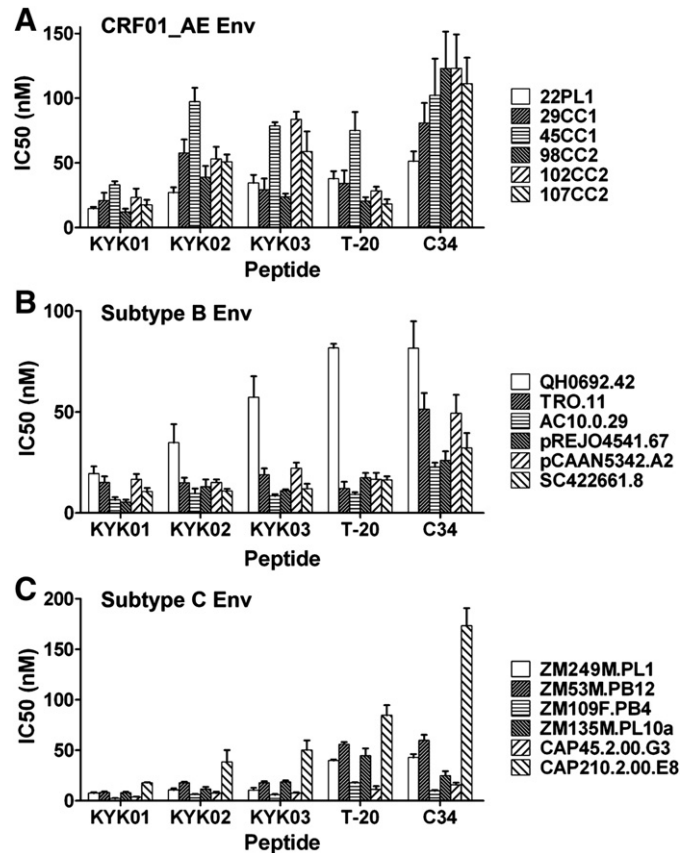 A
CRF01_AE Env
150
100
50
0
IC50 (nM)
KYK01 KYK02 KYK03 T-20 C34
Peptide
22PL1
29CC1
45CC1
98CC2
102CC2
107CC2
B
Subtype B Env
100
50
0
IC50 (nM)
KYK01 KYK02 KYK03 T-20 C34
Peptide
QH0692.42
TRO.11
AC10.0.29
pREJO4541.67
pCAAN5342.A2
SC422661.8
C
Subtype C Env
200
150
100
50
0
IC50 (nM)
KYK01 KYK02 KYK03 T-20 C34
Peptide
ZM249M.PL1
ZM53M.PB12
ZM109F.PB4
ZM135M.PL10a
CAP45.2.00.G3
CAP210.2.00.E8